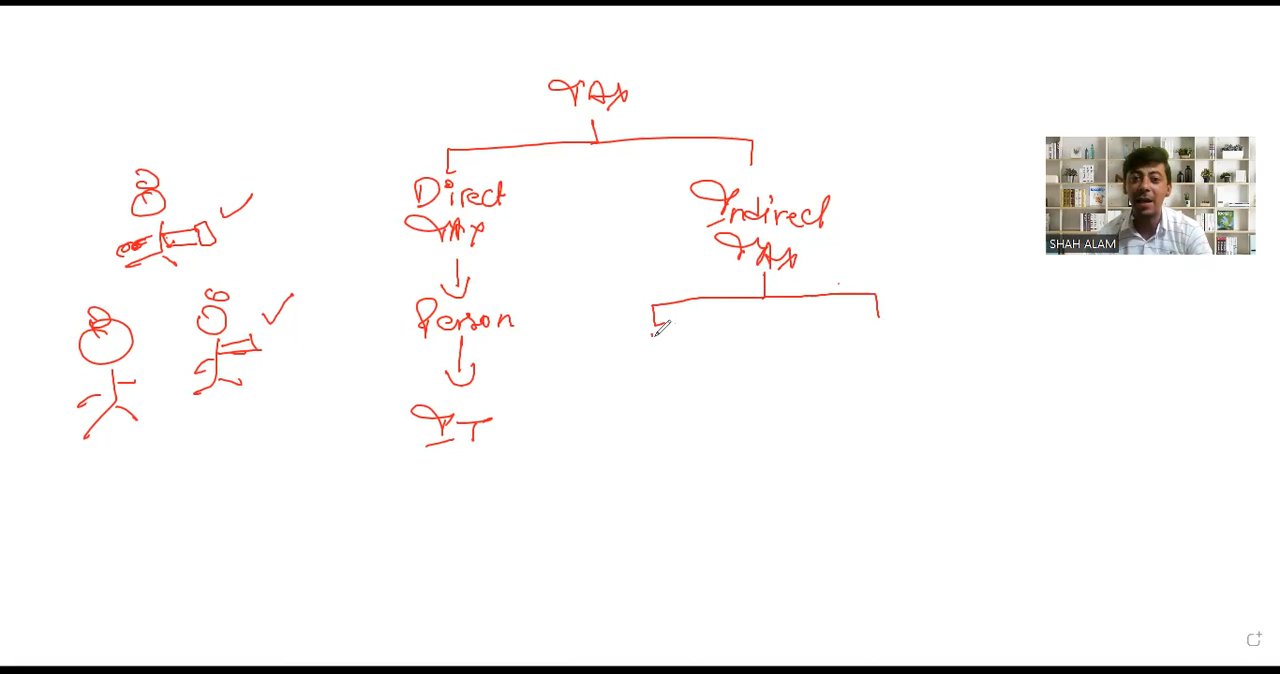 TAX
Direct
TAX
Indirect
TAX
Person
IT
SHAH ALAM